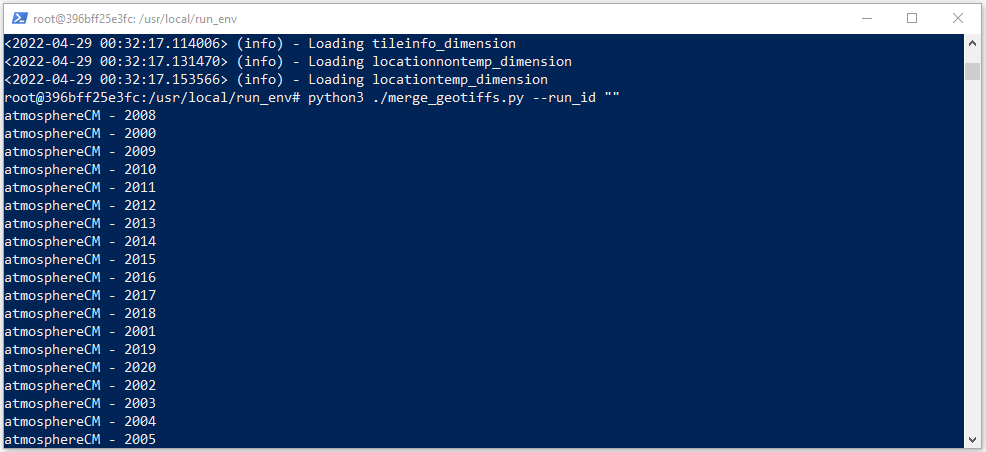 root@396bff25e3fc: /usr/local/run_env
<2022-04-29 00:32:17.114006> (info) - Loading tileinfo_dimension
<2022-04-29 00:32:17.131470> (info) - Loading locationnontemp_dimension
<2022-04-29 00:32:17.153566> (info) - Loading locationtemp_dimension
root@396bff25e3fc:/usr/local/run_env# python3 ./merge_geotiffs.py --run_id ""
atmosphereCM - 2008
atmosphereCM - 2000
atmosphereCM - 2009
atmosphereCM - 2010
atmosphereCM - 2011
atmosphereCM - 2012
atmosphereCM - 2013
atmosphereCM - 2014
atmosphereCM - 2015
atmosphereCM - 2016
atmosphereCM - 2017
atmosphereCM - 2018
atmosphereCM - 2001
atmosphereCM - 2019
atmosphereCM - 2020
atmosphereCM - 2002
atmosphereCM - 2003
atmosphereCM - 2004
atmosphereCM - 2005